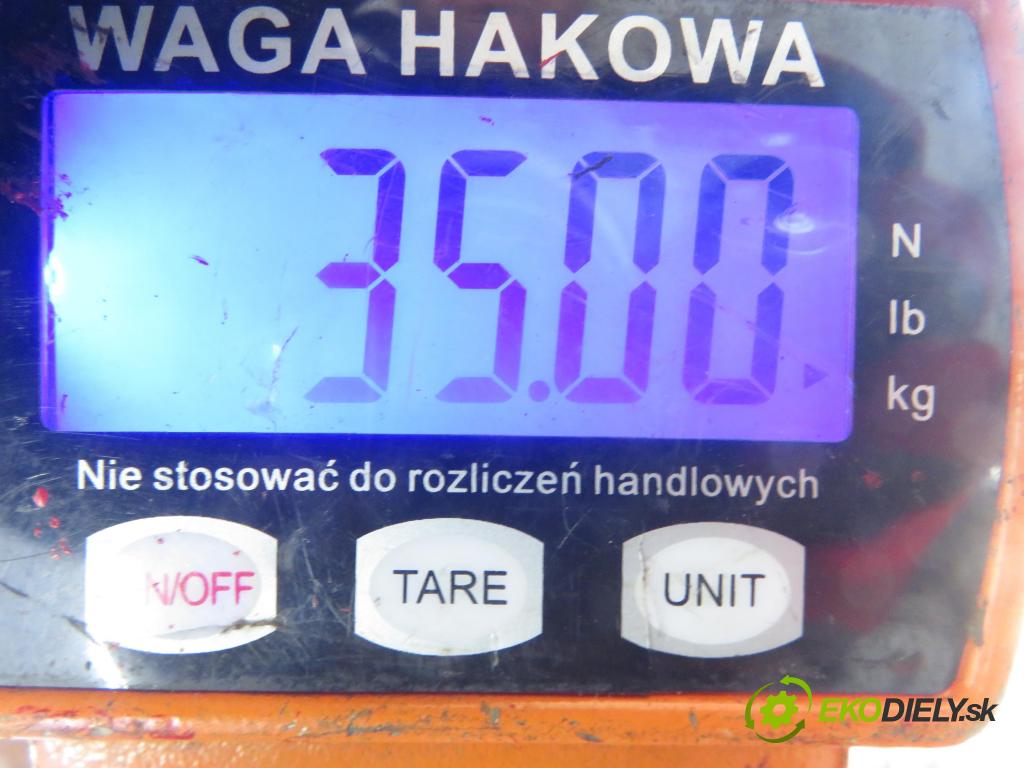 WAGA HAKOWA
35.00
N
lb
kg
Nie stosować do rozliczeń handlowych
N/OFF TARE UNIT
EKODIELY.sk